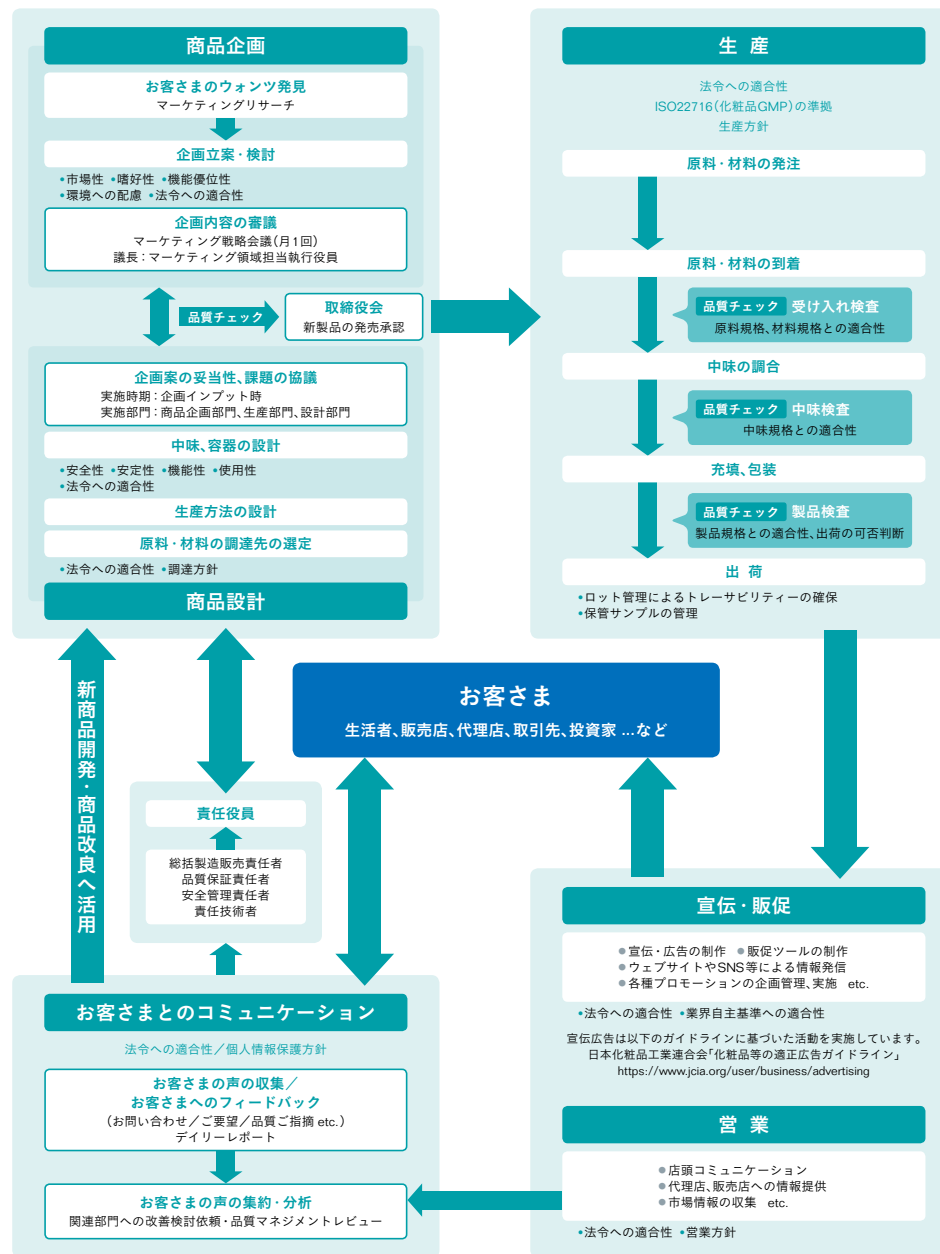 商品企画
お客さまのウォンツ発見
マーケティングリサーチ
企画立案・検討
•市場性 •嗜好性 •機能優位性
•環境への配慮 •法令への適合性
企画内容の審議
マーケティング戦略会議(月1回)
議長：マーケティング領域担当執行役員
品質チェック
取締役会
新製品の発売承認
企画案の妥当性、課題の協議
実施時期：企画インプット時
実施部門：商品企画部門、生産部門、設計部門
中味、容器の設計
•安全性 •安定性 •機能性 •使用性
•法令への適合性
生産方法の設計
原料・材料の調達先の選定
•法令への適合性 •調達方針
商品設計
生 産
法令への適合性
ISO22716(化粧品GMP)の準拠
生産方針
原料・材料の発注
原料・材料の到着
品質チェック 受け入れ検査
原料規格、材料規格との適合性
中味の調合
品質チェック 中味検査
中味規格との適合性
充填、包装
品質チェック 製品検査
製品規格との適合性、出荷の可否判断
出 荷
•ロット管理によるトレーサビリティーの確保
•保管サンプルの管理
新商品開発・商品改良へ活用
お客さま
生活者、販売店、代理店、取引先、投資家 ...など
責任役員
総括製造販売責任者
品質保証責任者
安全管理責任者
責任技術者
お客さまとのコミュニケーション
法令への適合性／個人情報保護方針
お客さまの声の収集／
お客さまへのフィードバック
(お問い合わせ／ご要望／品質ご指摘 etc.)
デイリーレポート
お客さまの声の集約・分析
関連部門への改善検討依頼・品質マネジメントレビュー
宣伝・販促
●宣伝・広告の制作 ●販促ツールの制作
●ウェブサイトやSNS等による情報発信
●各種プロモーションの企画管理、実施 etc.
•法令への適合性 •業界自主基準への適合性
宣伝広告は以下のガイドラインに基づいた活動を実施しています。
日本化粧品工業連合会「化粧品等の適正広告ガイドライン」
https://www.jcia.org/user/business/advertising
営 業
●店頭コミュニケーション
●代理店、販売店への情報提供
●市場情報の収集 etc.
•法令への適合性 •営業方針